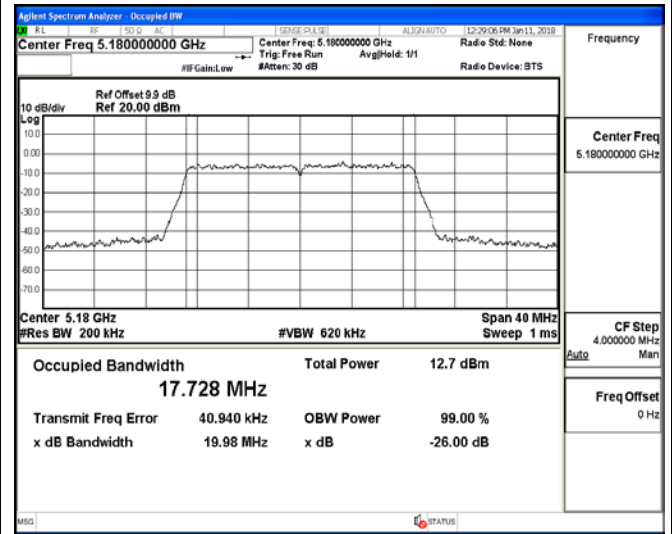 Agilent Spectrum Analyzer - Occupied BW
RL RF 50 Ω AC SENSE:PULSE ALIGN AUTO 12:29:06 PM Jan 11, 2018
Center Freq 5.180000000 GHz
Center Freq: 5.180000000 GHz
Radio Std: None
Trig: Free Run Avg|Hold: 1/1
#IFGain:Low
#Atten: 30 dB
Radio Device: BTS
Ref Offset 9.9 dB
10 dB/div Ref 20.00 dBm
Log
10.0
0.00
-10.0
-20.0
-30.0
-40.0
-50.0
-60.0
-70.0
Center 5.18 GHz Span 40 MHz
#Res BW 200 kHz #VBW 620 kHz Sweep 1 ms
Occupied Bandwidth Total Power 12.7 dBm
17.728 MHz
Transmit Freq Error 40.940 kHz OBW Power 99.00 %
x dB Bandwidth 19.98 MHz x dB -26.00 dB
MSG STATUS
Frequency
Center Freq
5.180000000 GHz
CF Step
4.000000 MHz
Auto Man
Freq Offset
0 Hz